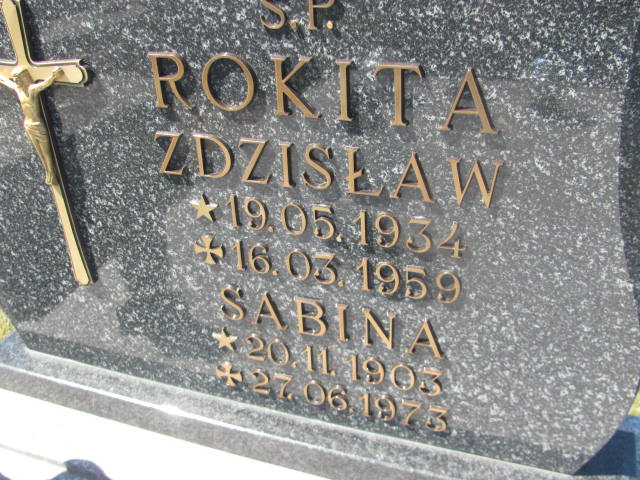 Ś.P.
ROKITA
ZDZISŁAW
19.05.1934
16.03.1959
SABINA
20.11.1903
27.06.1973